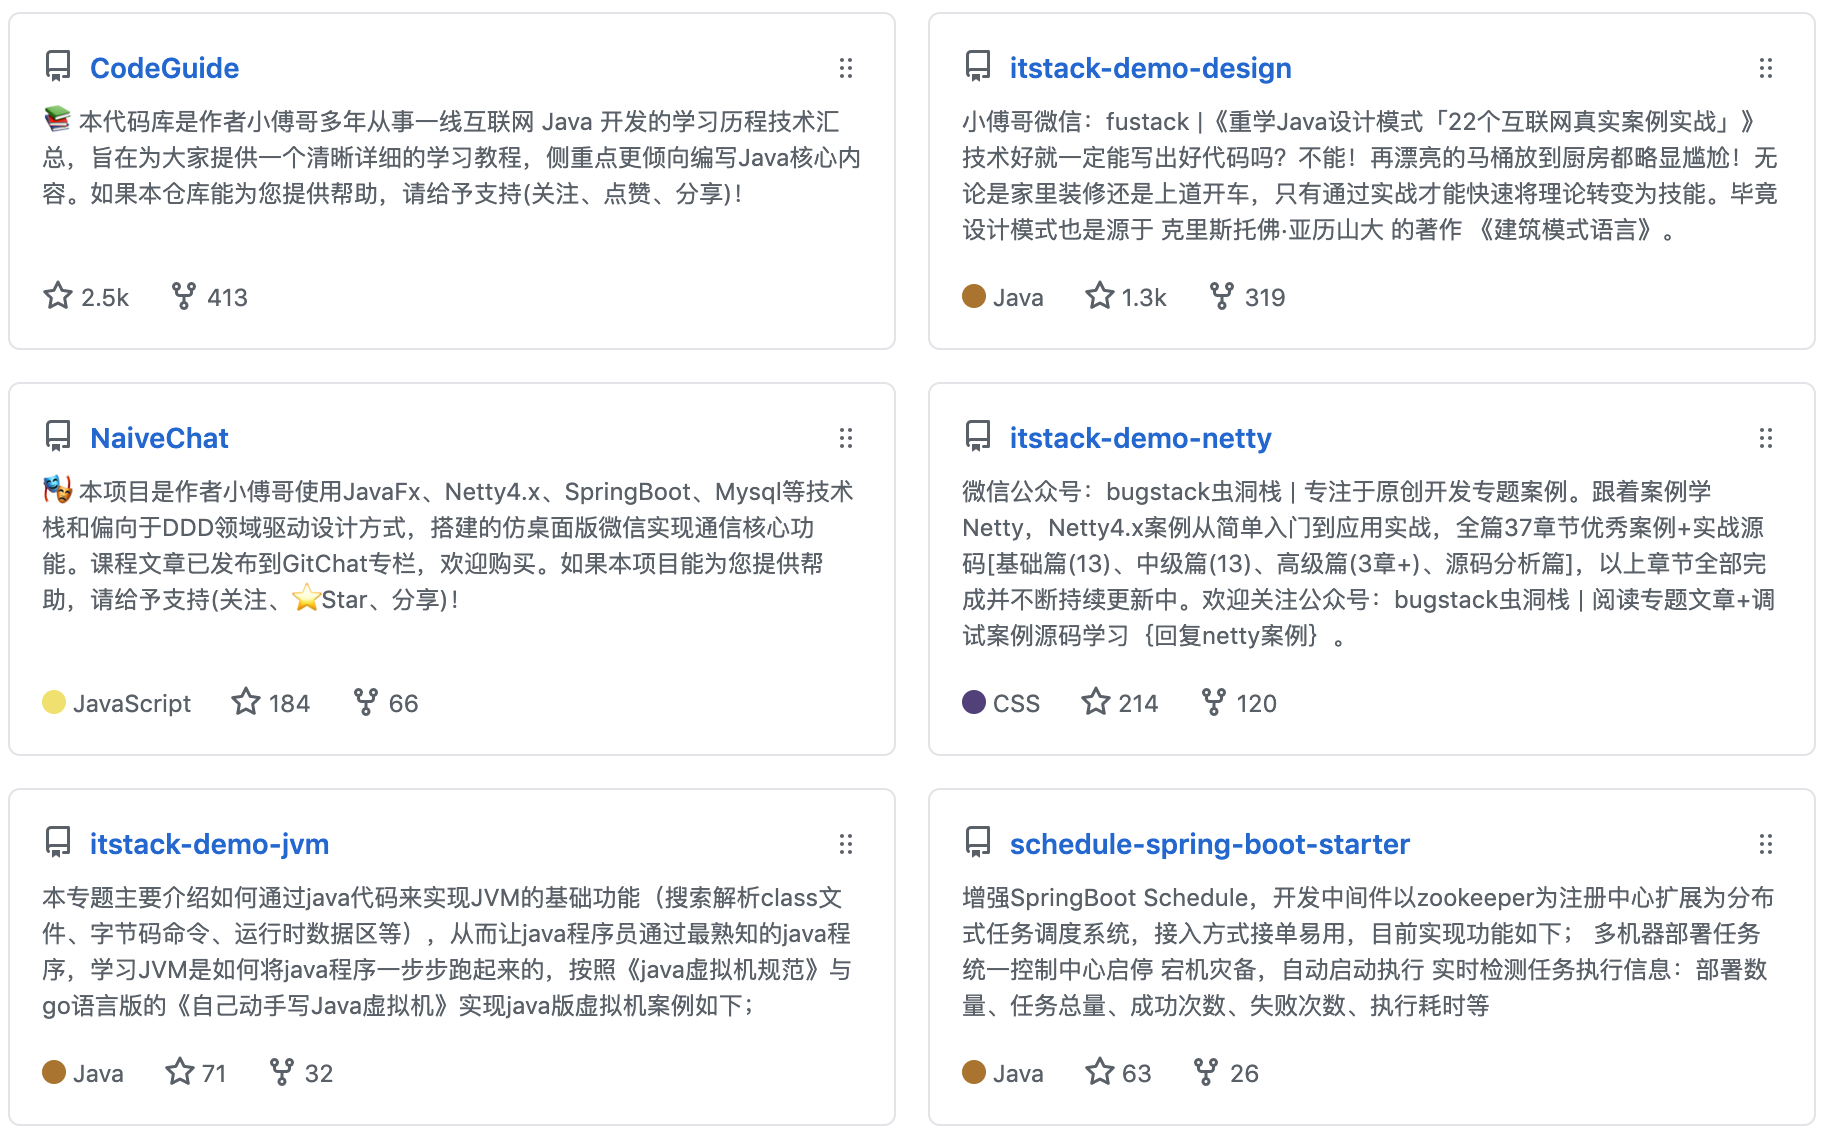 CodeGuide
📚 本代码库是作者小傅哥多年从事一线互联网 Java 开发的学习历程技术汇
总，旨在为大家提供一个清晰详细的学习教程，侧重点更倾向编写Java核心内
容。如果本仓库能为您提供帮助，请给予支持(关注、点赞、分享)！
2.5k 413
itstack-demo-design
小傅哥微信：fustack |《重学Java设计模式「22个互联网真实案例实战」》
技术好就一定能写出好代码吗？不能！再漂亮的马桶放到厨房都略显尴尬！无
论是家里装修还是上道开车，只有通过实战才能快速将理论转变为技能。毕竟
设计模式也是源于 克里斯托佛·亚历山大 的著作 《建筑模式语言》。
Java 1.3k 319
NaiveChat
🎭 本项目是作者小傅哥使用JavaFx、Netty4.x、SpringBoot、Mysql等技术
栈和偏向于DDD领域驱动设计方式，搭建的仿桌面版微信实现通信核心功
能。课程文章已发布到GitChat专栏，欢迎购买。如果本项目能为您提供帮
助，请给予支持(关注、⭐Star、分享)！
JavaScript 184 66
itstack-demo-netty
微信公众号：bugstack虫洞栈 | 专注于原创开发专题案例。跟着案例学
Netty，Netty4.x案例从简单入门到应用实战，全篇37章节优秀案例+实战源
码[基础篇(13)、中级篇(13)、高级篇(3章+)、源码分析篇]，以上章节全部完
成并不断持续更新中。欢迎关注公众号：bugstack虫洞栈 | 阅读专题文章+调
试案例源码学习｛回复netty案例｝。
CSS 214 120
itstack-demo-jvm
本专题主要介绍如何通过java代码来实现JVM的基础功能（搜索解析class文
件、字节码命令、运行时数据区等），从而让java程序员通过最熟知的java程
序，学习JVM是如何将java程序一步步跑起来的，按照《java虚拟机规范》与
go语言版的《自己动手写Java虚拟机》实现java版虚拟机案例如下；
Java 71 32
schedule-spring-boot-starter
增强SpringBoot Schedule，开发中间件以zookeeper为注册中心扩展为分布
式任务调度系统，接入方式接单易用，目前实现功能如下； 多机器部署任务
统一控制中心启停 宕机灾备，自动启动执行 实时检测任务执行信息：部署数
量、任务总量、成功次数、失败次数、执行耗时等
Java 63 26